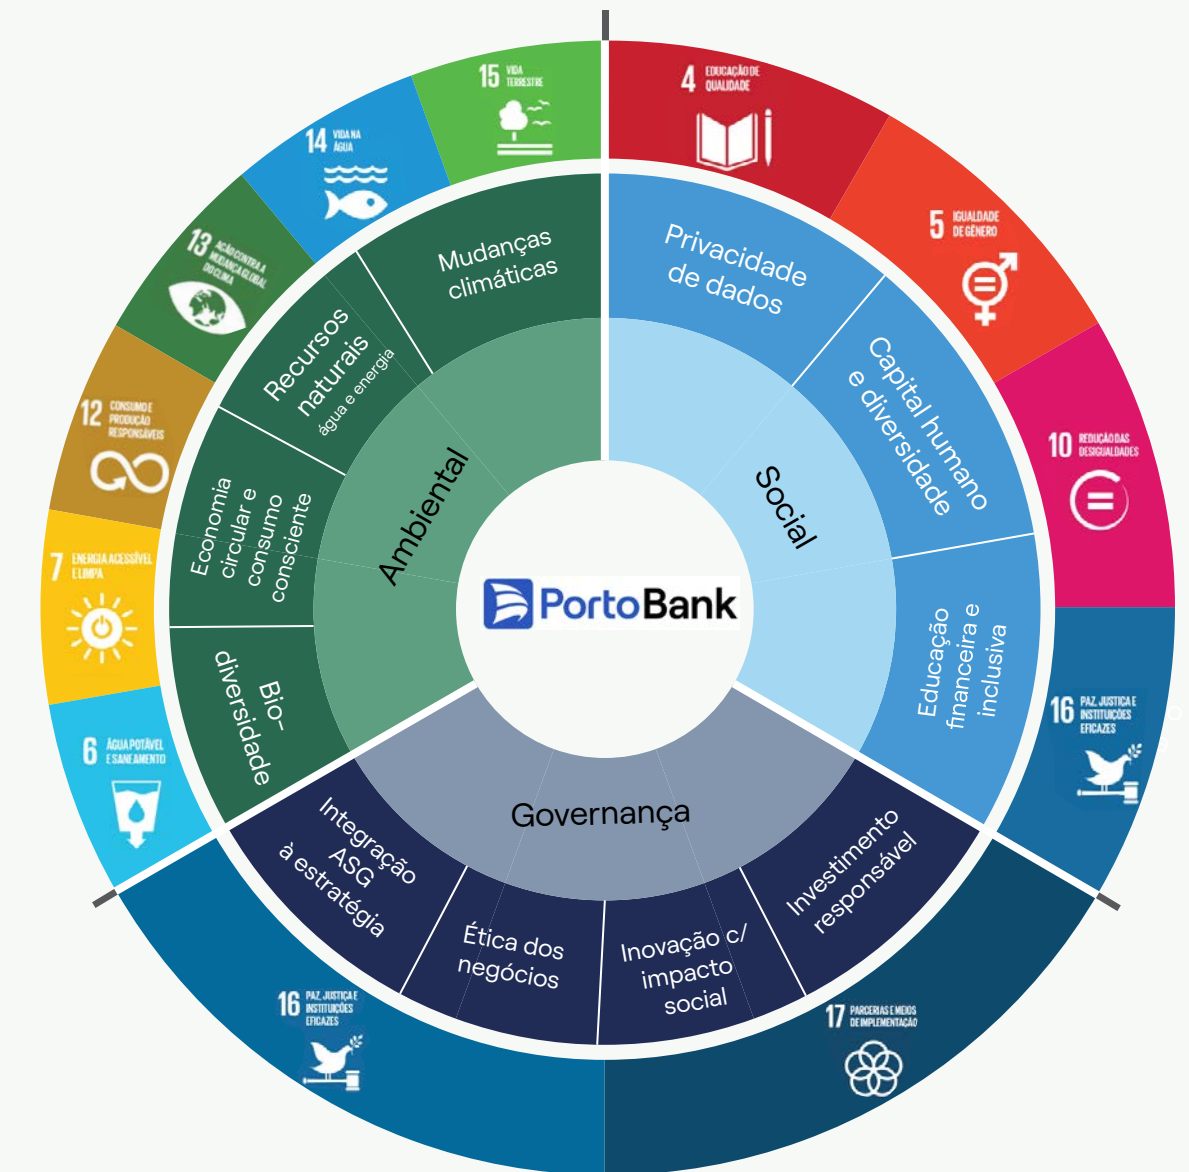 15 VIDA
TERRESTRE
4 EDUCAÇÃO DE
QUALIDADE
14 VIDA NA
ÁGUA
5 IGUALDADE
DE GÊNERO
13 AÇÃO CONTRA A
MUDANÇA GLOBAL
DO CLIMA
12 CONSUMO E
PRODUÇÃO
RESPONSÁVEIS
10 REDUÇÃO DAS
DESIGUALDADES
7 ENERGIA ACESSÍVEL
E LIMPA
6 ÁGUA POTÁVEL
E SANEAMENTO
16 PAZ, JUSTIÇA E
INSTITUIÇÕES
EFICAZES
16 PAZ, JUSTIÇA E
INSTITUIÇÕES
EFICAZES
17 PARCERIAS E MEIOS
DE IMPLEMENTAÇÃO
Mudanças
climáticas
Privacidade
de dados
Recursos
naturais
água e energia
Capital humano
e diversidade
Economia
circular e
consumo
consciente
Educação
financeira e
inclusiva
Bio-
diversidade
Integração
ASG
à estratégia
Ética dos
negócios
Inovação c/
impacto
social
Investimento
responsável
Ambiental
Social
Governança
PortoBank